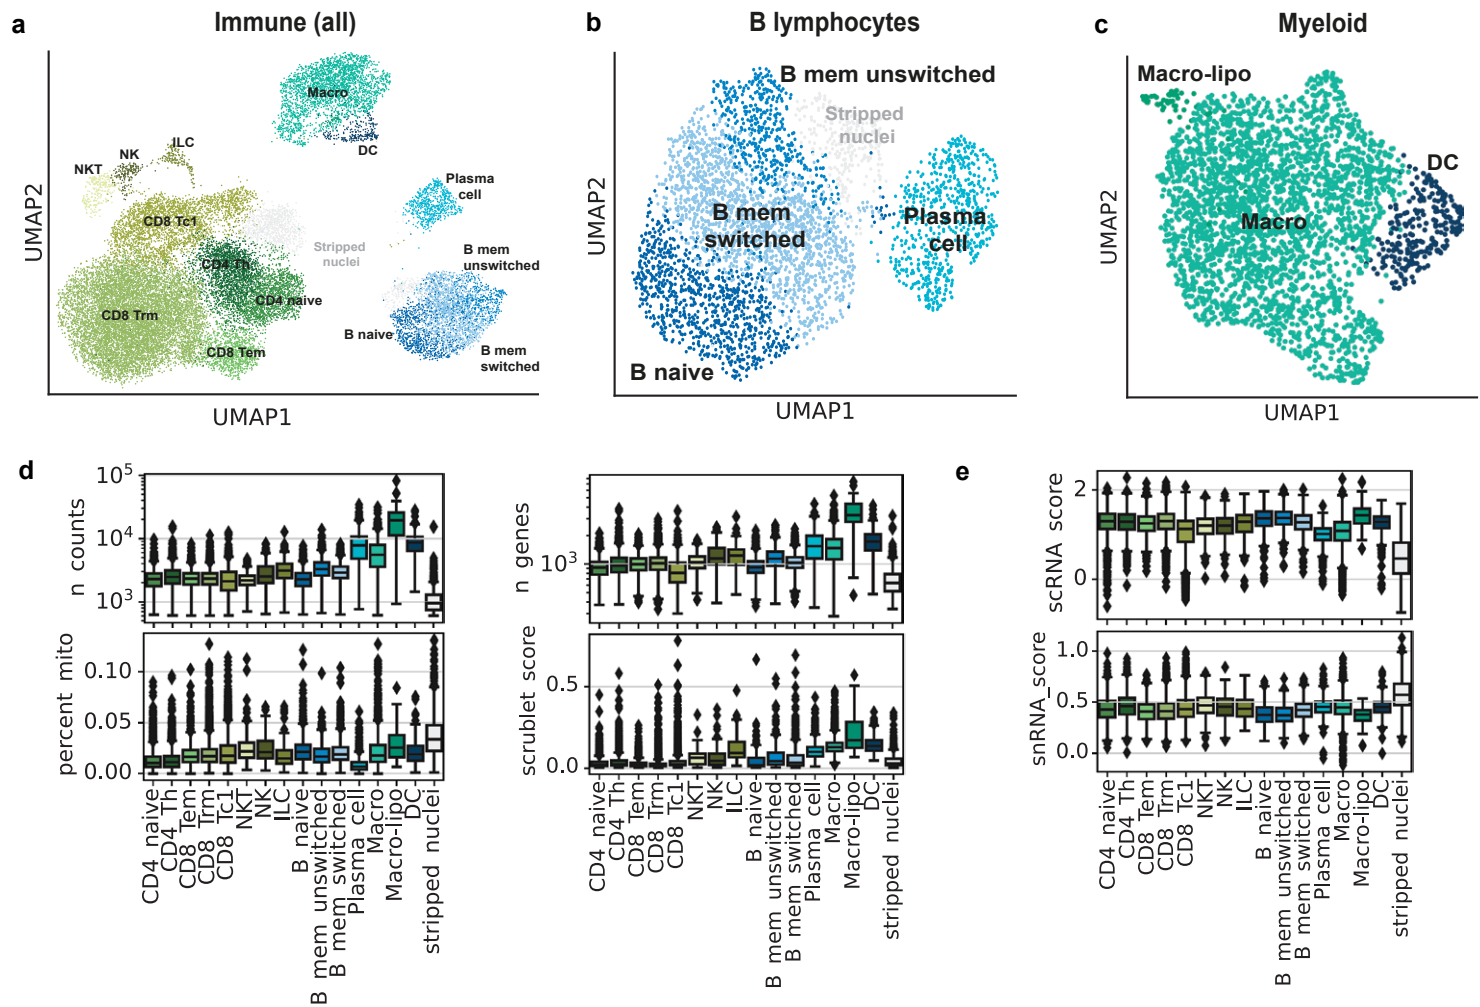 a
Immune (all)
UMAP2
UMAP1
Macro
DC
ILC
NK
NKT
CD8 Tc1
Stripped
nuclei
CD4 Th
CD4 naive
CD8 Trm
CD8 Tem
Plasma
cell
B mem
unswitched
B naive
B mem
switched
b
B lymphocytes
UMAP2
UMAP1
B mem unswitched
Stripped
nuclei
B mem
switched
Plasma
cell
B naive
c
Myeloid
UMAP2
UMAP1
Macro-lipo
DC
Macro
d
n counts
10^5
10^4
10^3
percent mito
0.10
0.05
0.00
CD4 naive
CD4 Th
CD8 Tem
CD8 Trm
CD8 Tc1
NKT
NK
ILC
B naive
B mem unswitched
B mem switched
Plasma cell
Macro
Macro-lipo
DC
stripped nuclei
n genes
10^3
scrublet score
0.5
0.0
CD4 naive
CD4 Th
CD8 Tem
CD8 Trm
CD8 Tc1
NKT
NK
ILC
B naive
B mem unswitched
B mem switched
Plasma cell
Macro
Macro-lipo
DC
stripped nuclei
e
scRNA score
2
0
snRNA_score
1.0
0.5
0.0
CD4 naive
CD4 Th
CD8 Tem
CD8 Trm
CD8 Tc1
NKT
NK
ILC
B naive
B mem unswitched
B mem switched
Plasma cell
Macro
Macro-lipo
DC
stripped nuclei